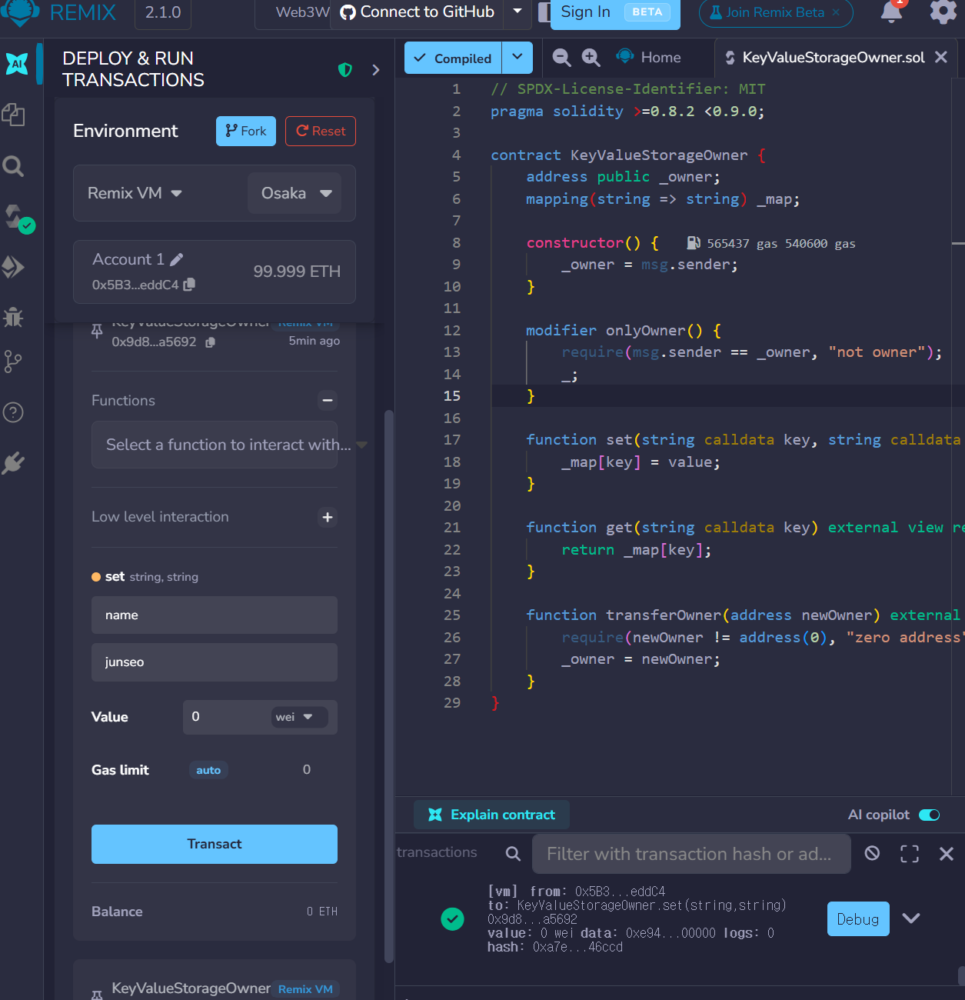 REMIX
2.1.0
Web3W
Connect to GitHub
Sign In BETA
Join Remix Beta ×
1
AI
DEPLOY & RUN
TRANSACTIONS
Environment
Fork
Reset
Remix VM
Osaka
Account 1
0x5B3...eddC4
99.999 ETH
KeyValueStorageOwner Remix VM
0x9d8...a5692
5min ago
Functions
Select a function to interact with...
Low level interaction
set string, string
name
junseo
Value 0 wei
Gas limit auto 0
Transact
Balance 0 ETH
KeyValueStorageOwner Remix VM
Compiled
Home
KeyValueStorageOwner.sol
1 // SPDX-License-Identifier: MIT
2 pragma solidity >=0.8.2 <0.9.0;
3
4 contract KeyValueStorageOwner {
5 address public _owner;
6 mapping(string => string) _map;
7
8 constructor() { 565437 gas 540600 gas
9 _owner = msg.sender;
10 }
11
12 modifier onlyOwner() {
13 require(msg.sender == _owner, "not owner");
14 _;
15 }
16
17 function set(string calldata key, string calldata
18 _map[key] = value;
19 }
20
21 function get(string calldata key) external view re
22 return _map[key];
23 }
24
25 function transferOwner(address newOwner) external
26 require(newOwner != address(0), "zero address"
27 _owner = newOwner;
28 }
29 }
Explain contract
AI copilot
transactions
Filter with transaction hash or ad...
[vm] from: 0x5B3...eddC4
to: KeyValueStorageOwner.set(string,string)
0x9d8...a5692
value: 0 wei data: 0xe94...00000 logs: 0
hash: 0xa7e...46ccd
Debug